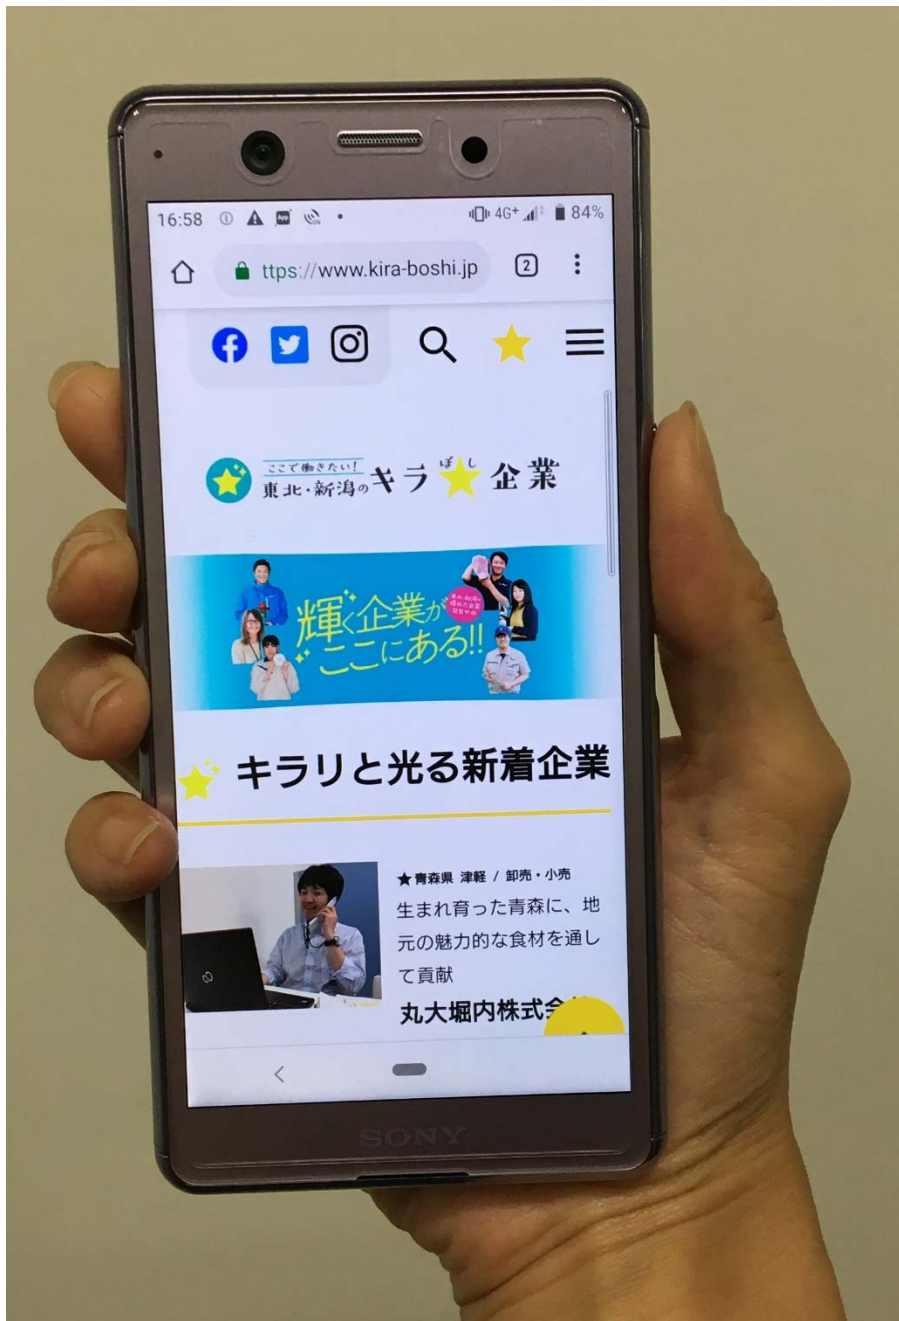 16:58
4G+
84%
ttps://www.kira-boshi.jp
2
ここで働きたい!
ぼし
東北・新潟のキラ★企業
輝く企業が
ここにある!!
キラリと光る新着企業
★青森県 津軽 / 卸売・小売
生まれ育った青森に、地
元の魅力的な食材を通し
て貢献
丸大堀内株式会
SONY